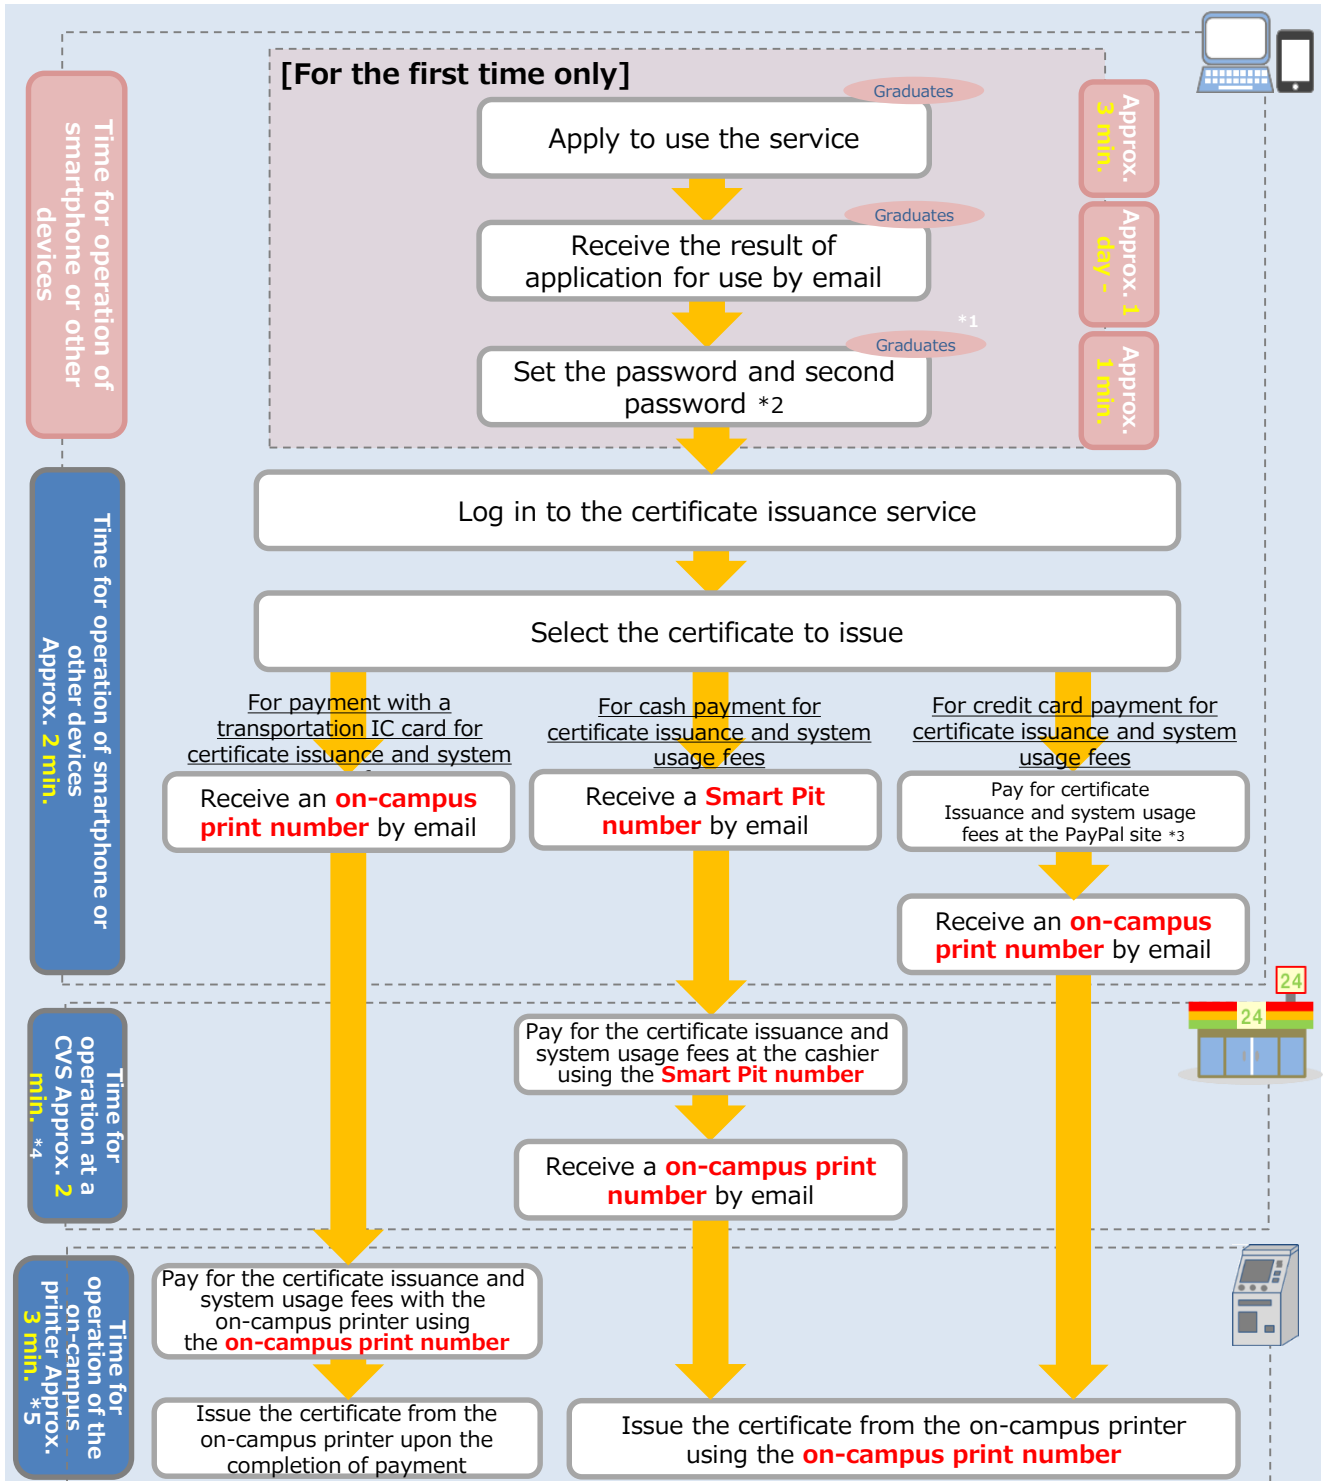 [For the first time only]
Graduates
Apply to use the service
Approx.
3 min.
Graduates
Receive the result of
application for use by email
Approx. 1
day -
*1
Graduates
Set the password and second
password *2
Approx.
1 min.
Time for operation of
smartphone or other
devices
Log in to the certificate issuance service
Select the certificate to issue
Time for operation of smartphone or
other devices
Approx. 2 min.
For payment with a
transportation IC card for
certificate issuance and system
Receive an on-campus
print number by email
For cash payment for
certificate issuance and system
usage fees
Receive a Smart Pit
number by email
For credit card payment for
certificate issuance and system
usage fees
Pay for certificate
Issuance and system usage
fees at the PayPal site *3
Receive an on-campus
print number by email
24
24
Time for
operation at a
CVS Approx. 2
min. *4
Pay for the certificate issuance and
system usage fees at the cashier
using the Smart Pit number
Receive a on-campus print
number by email
Time for
operation of the
on-campus
printer Approx.
3 min. *5
Pay for the certificate issuance and
system usage fees with the
on-campus printer using
the on-campus print number
Issue the certificate from the
on-campus printer upon the
completion of payment
Issue the certificate from the on-campus printer
using the on-campus print number